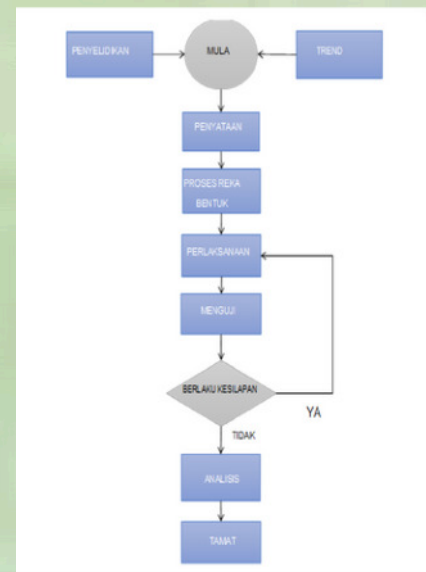 PENYELIDIKAN
MULA
TREND
PENYATAAN
PROSES REKA
BENTUK
PERLAKSANAAN
MENGUJI
BERLAKU KESILAPAN
YA
TIDAK
ANALISIS
TAMAT